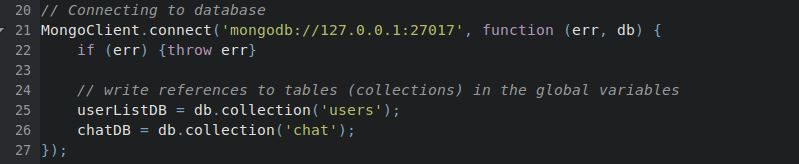 20 // Connecting to database
21 MongoClient.connect('mongodb://127.0.0.1:27017', function (err, db) {
22     if (err) {throw err}
23
24     // write references to tables (collections) in the global variables
25     userListDB = db.collection('users');
26     chatDB = db.collection('chat');
27 });